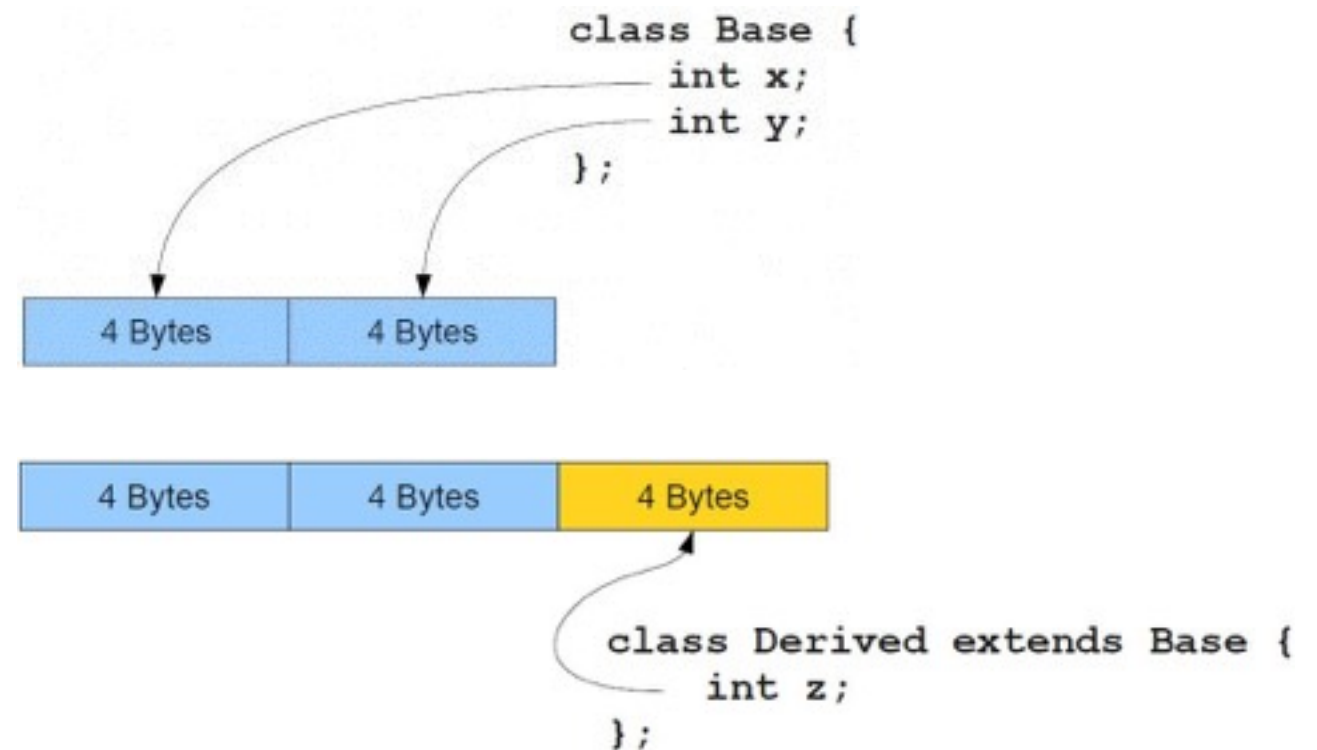 class Base {
int x;
int y;
};
4 Bytes 4 Bytes
4 Bytes 4 Bytes 4 Bytes
class Derived extends Base {
int z;
};